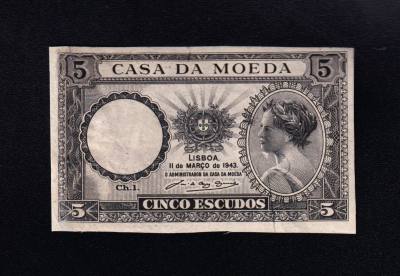 5 CASA DA MOEDA 5
LISBOA,
11 de MARÇO de 1943.
O ADMINISTRADOR DA CASA DA MOEDA
Ch.1.
5 CINCO ESCUDOS 5